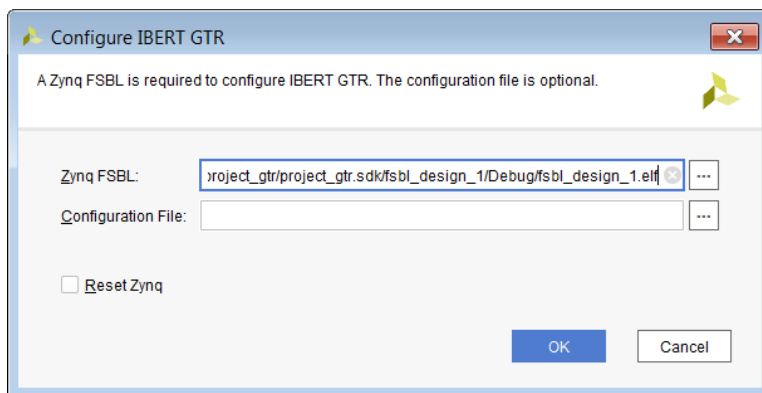 Configure IBERT GTR
A Zynq FSBL is required to configure IBERT GTR. The configuration file is optional.
Zynq FSBL: project_gtr/project_gtr.sdk/fsbl_design_1/Debug/fsbl_design_1.elf ...
Configuration File: ...
Reset Zynq
OK Cancel